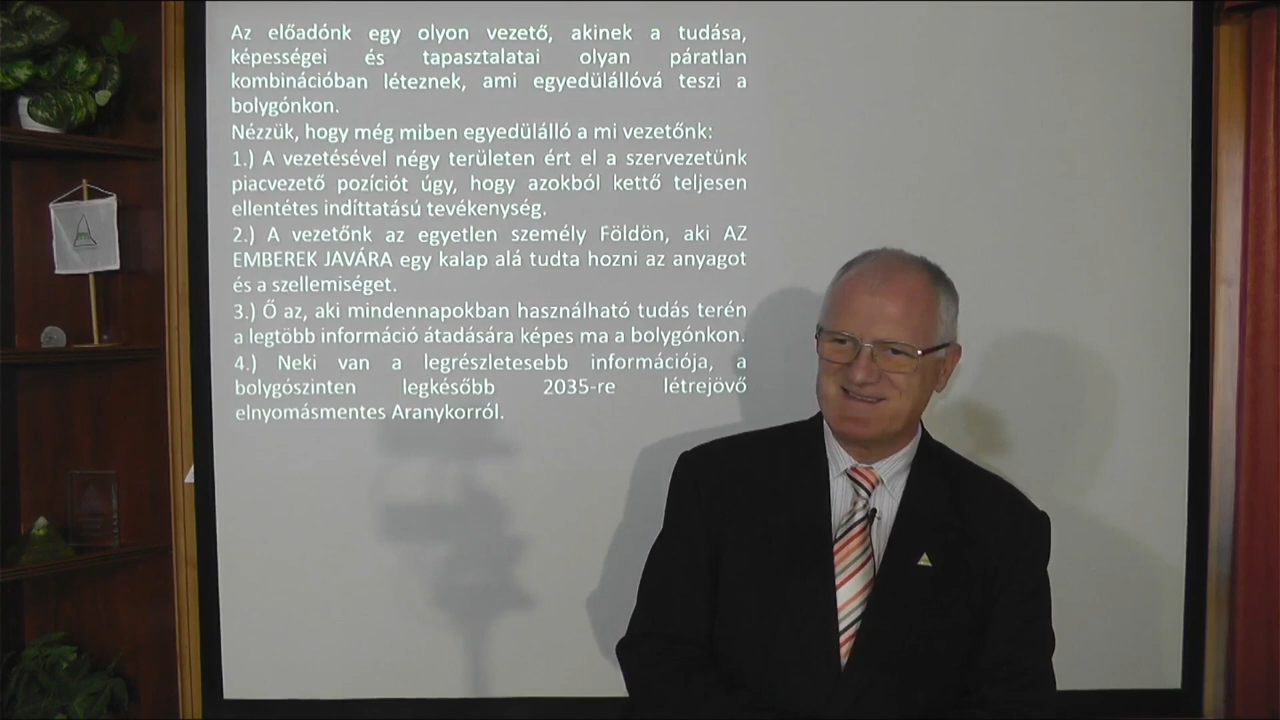 Az előadónk egy olyon vezető, akinek a tudása,
képességei és tapasztalatai olyan páratlan
kombinációban léteznek, ami egyedülállóvá teszi a
bolygónkon.
Nézzük, hogy még miben egyedülálló a mi vezetőnk:
1.) A vezetésével négy területen ért el a szervezetünk
piacvezető pozíciót úgy, hogy azokból kettő teljesen
ellentétes indíttatású tevékenység.
2.) A vezetőnk az egyetlen személy Földön, aki AZ
EMBEREK JAVÁRA egy kalap alá tudta hozni az anyagot
és a szellemiséget.
3.) Ő az, aki mindennapokban használható tudás terén
a legtöbb információ átadására képes ma a bolygónkon.
4.) Neki van a legrészletesebb információja, a
bolygószinten legkésőbb 2035-re létrejövő
elnyomásmentes Aranykorról.